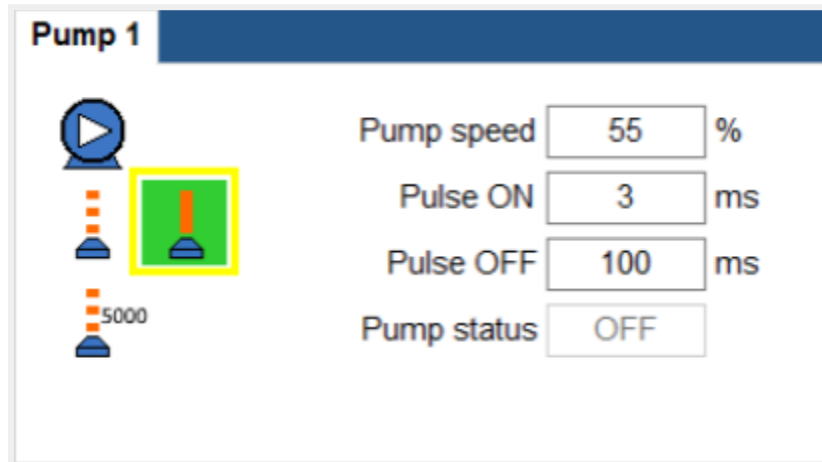 Pump 1
Pump speed 55 %
Pulse ON 3 ms
Pulse OFF 100 ms
5000
Pump status OFF